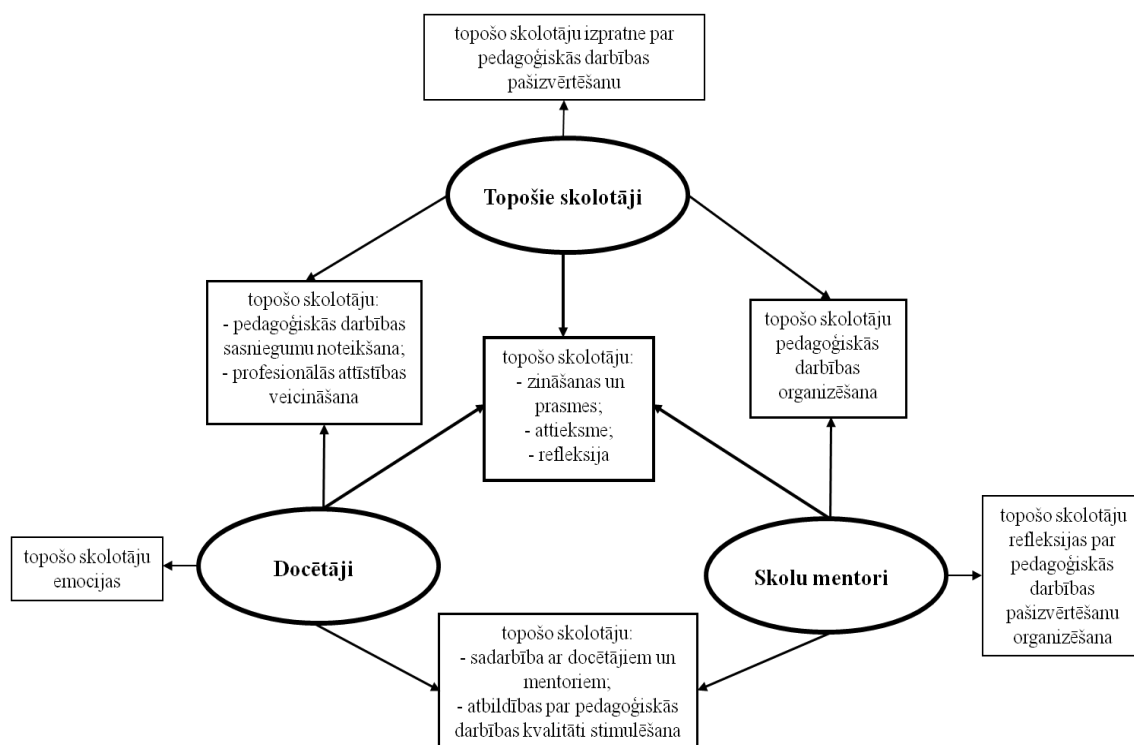 topošo skolotāju izpratne par
pedagoģiskās darbības
pašizvērtēšanu
Topošie skolotāji
topošo skolotāju:
- pedagoģiskās darbības
sasniegumu noteikšana;
- profesionālās attīstības
veicināšana
topošo skolotāju:
- zināšanas un
prasmes;
- attieksme;
- refleksija
topošo skolotāju
pedagoģiskās
darbības
organizēšana
topošo skolotāju
emocijas
Docētāji
Skolu mentori
topošo skolotāju
refleksijas par
pedagoģiskās
darbības
pašizvērtēšanu
organizēšana
topošo skolotāju:
- sadarbība ar docētājiem un
mentoriem;
- atbildības par pedagoģiskās
darbības kvalitāti stimulēšana